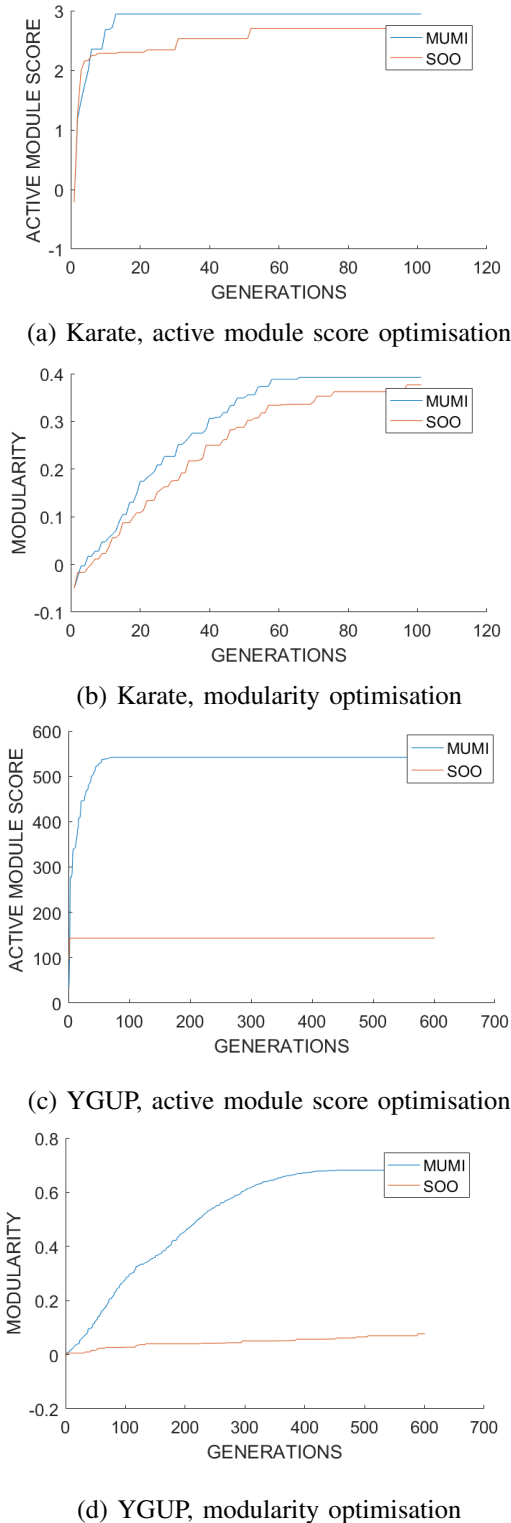 3
2
1
0
-1
ACTIVE MODULE SCORE
MUMI
SOO
0 20 40 60 80 100 120
GENERATIONS
(a) Karate, active module score optimisation
0.4
0.3
0.2
0.1
0
-0.1
MODULARITY
MUMI
SOO
0 20 40 60 80 100 120
GENERATIONS
(b) Karate, modularity optimisation
600
500
400
300
200
100
0
ACTIVE MODULE SCORE
MUMI
SOO
0 100 200 300 400 500 600 700
GENERATIONS
(c) YGUP, active module score optimisation
0.8
0.6
0.4
0.2
0
-0.2
MODULARITY
MUMI
SOO
0 100 200 300 400 500 600 700
GENERATIONS
(d) YGUP, modularity optimisation